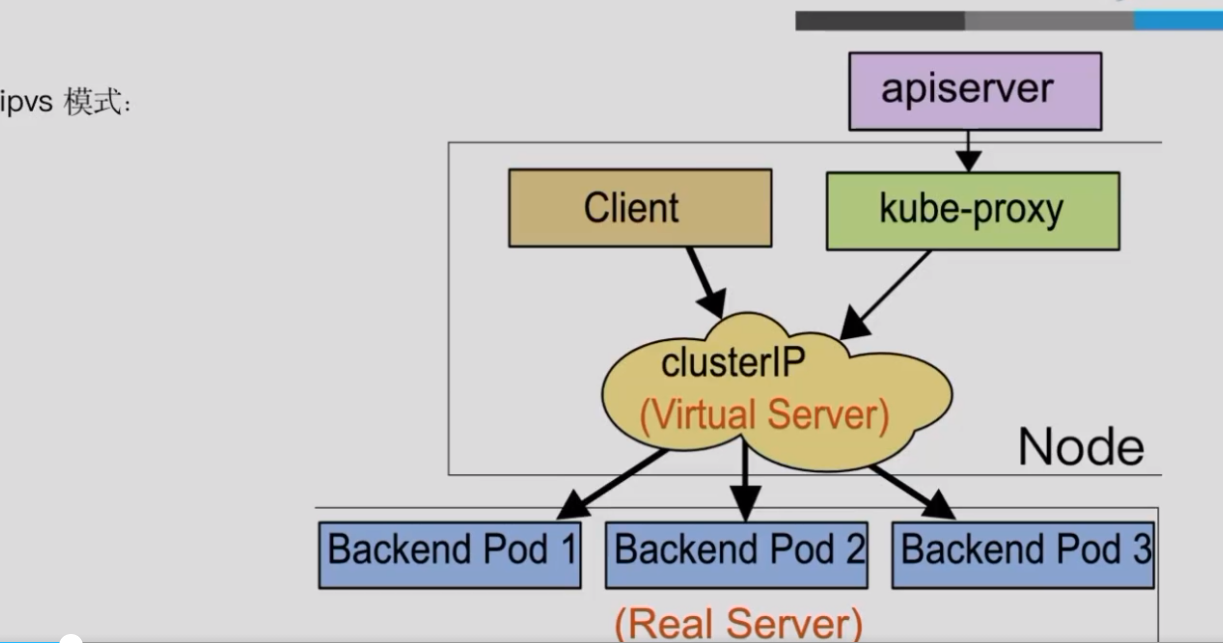 ipvs 模式:
apiserver
Client
kube-proxy
clusterIP
(Virtual Server)
Node
Backend Pod 1
Backend Pod 2
Backend Pod 3
(Real Server)